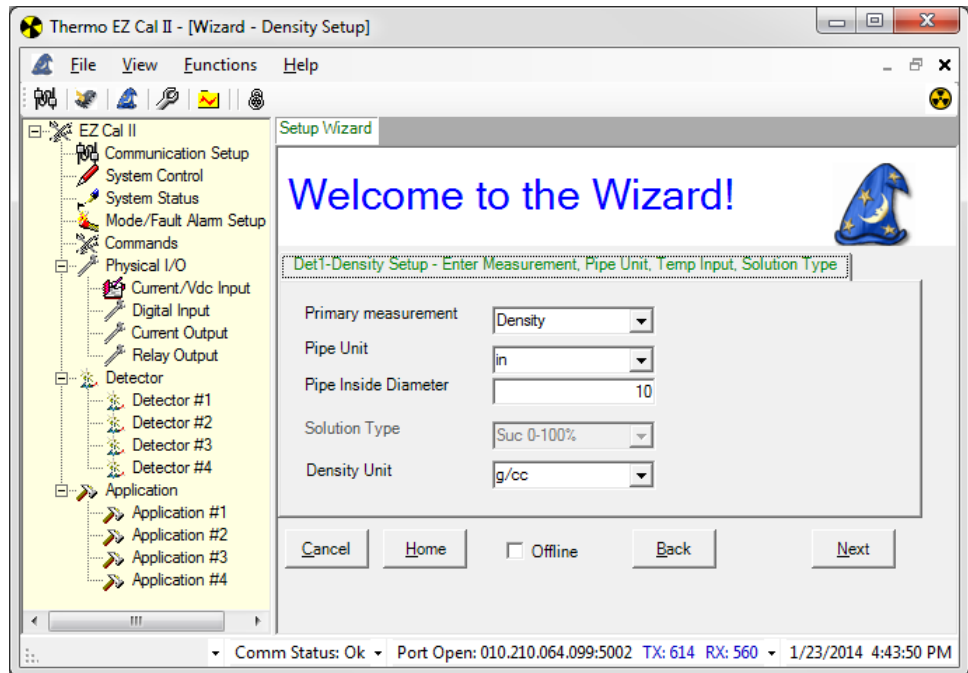 Thermo EZ Cal II - [Wizard - Density Setup]
File View Functions Help
EZ Cal II
Communication Setup
System Control
System Status
Mode/Fault Alarm Setup
Commands
Physical I/O
Current/Vdc Input
Digital Input
Current Output
Relay Output
Detector
Detector #1
Detector #2
Detector #3
Detector #4
Application
Application #1
Application #2
Application #3
Application #4
Setup Wizard
Welcome to the Wizard!
Det1-Density Setup - Enter Measurement, Pipe Unit, Temp Input, Solution Type
Primary measurement Density
Pipe Unit in
Pipe Inside Diameter 10
Solution Type Suc 0-100%
Density Unit g/cc
Cancel Home Offline Back Next
Comm Status: Ok Port Open: 010.210.064.099:5002 TX: 614 RX: 560 1/23/2014 4:43:50 PM